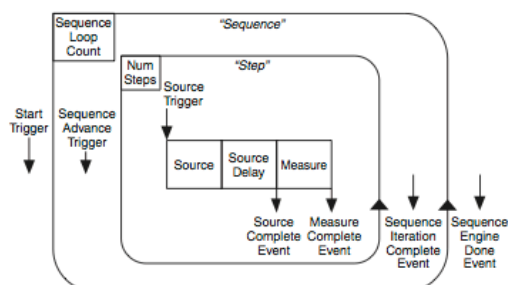 Sequence
Loop
Count
"Sequence"
Num
Steps
"Step"
Source
Trigger
Start
Trigger
Sequence
Advance
Trigger
Source
Source
Delay
Measure
Source
Complete
Event
Measure
Complete
Event
Sequence
Iteration
Complete
Event
Sequence
Engine
Done
Event